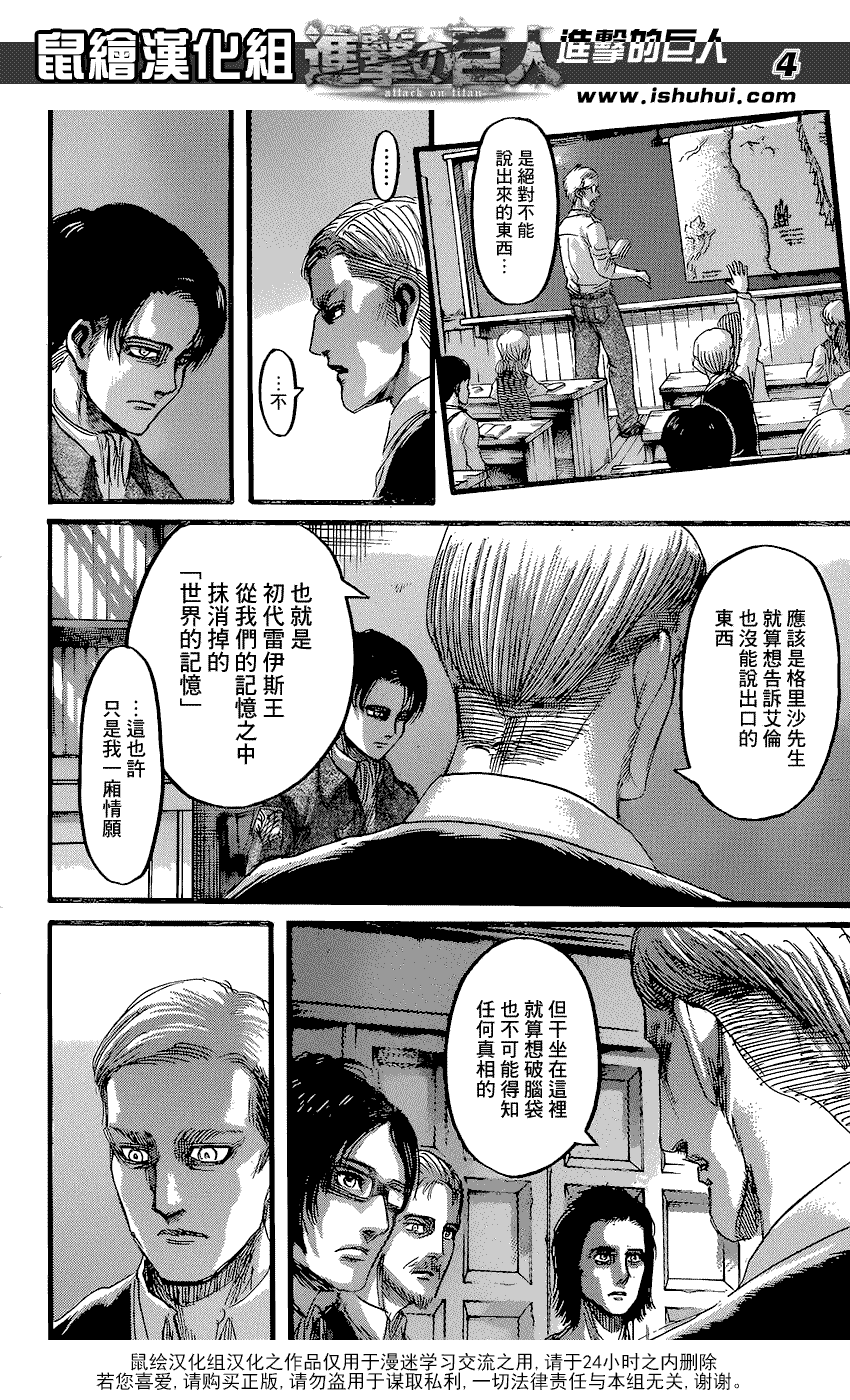 鼠繪漢化組
進撃の巨人
attack on titan
進擊的巨人
4
www.ishuhui.com
是絕對不能
說出來的東西…
……
…不
應該是格里沙先生
就算想告訴艾倫
也沒能說出口的
東西
也就是
初代雷伊斯王
從我們的記憶之中
抹消掉的
「世界的記憶」
…這也許
只是我一廂情願
但干坐在這裡
就算想破腦袋
也不可能得知
任何真相的
鼠绘汉化组汉化之作品仅用于漫迷学习交流之用,请于24小时之内删除
若您喜爱,请购买正版,请勿盗用于谋取私利,一切法律责任与本组无关,谢谢。